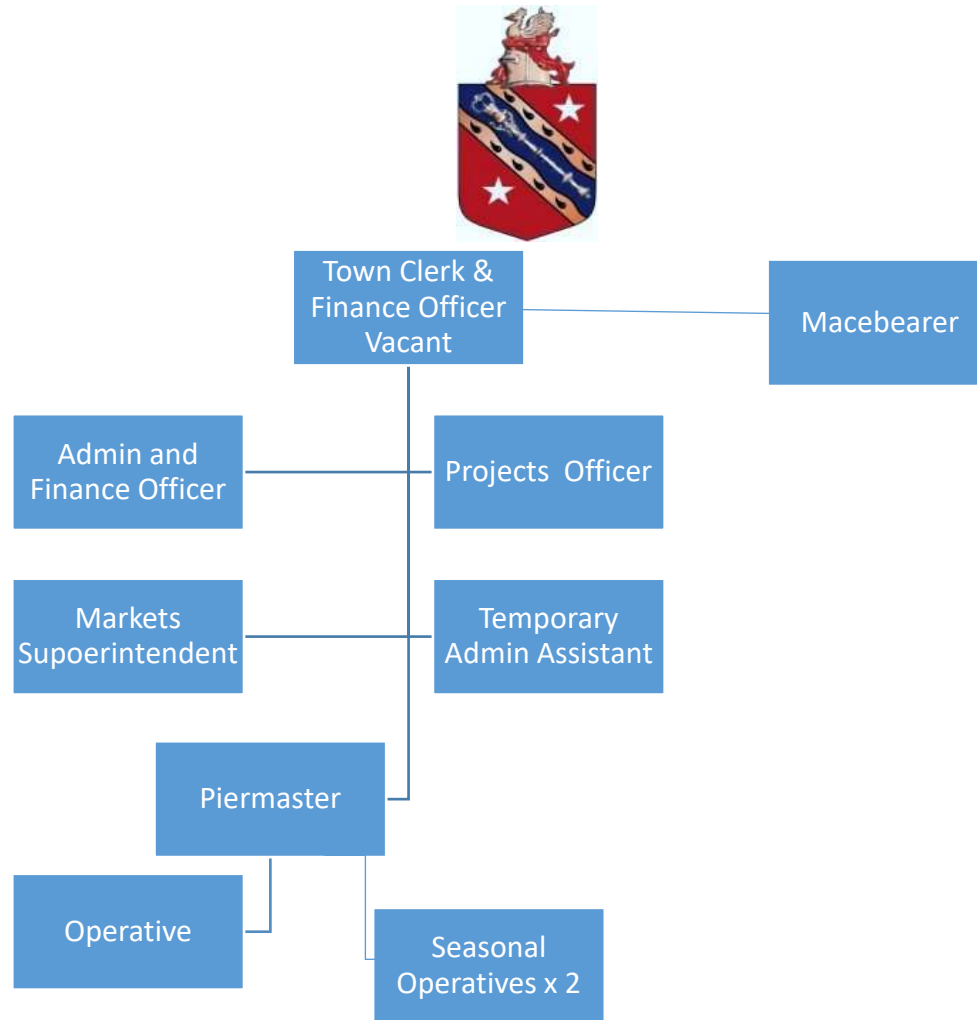 Town Clerk &
Finance Officer
Vacant
Macebearer
Admin and
Finance Officer
Projects Officer
Markets
Supoerintendent
Temporary
Admin Assistant
Piermaster
Operative
Seasonal
Operatives x 2